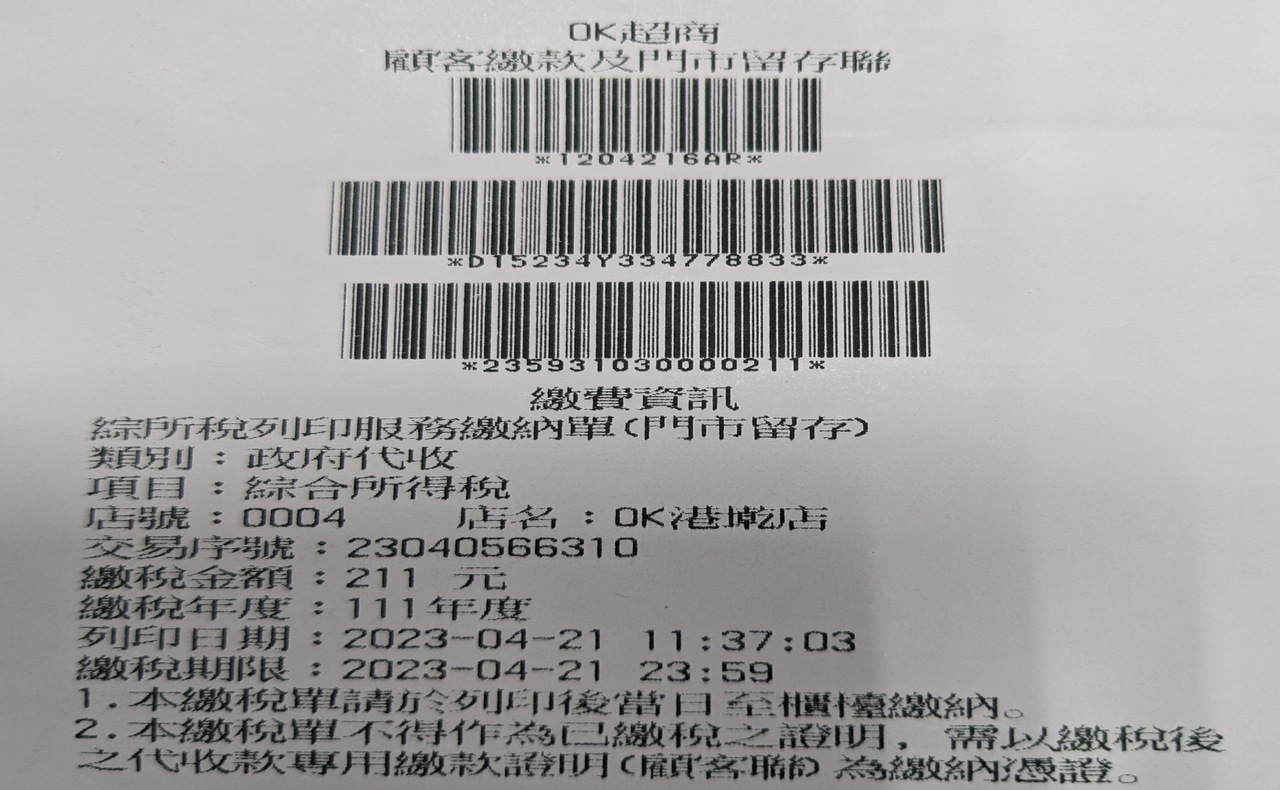 OK超商
顧客繳款及門市留存聯
*1204216AR*
*D15234Y334778833*
*235931030000211*
繳費資訊
綜所稅列印服務繳納單(門市留存)
類別：政府代收
項目：綜合所得稅
店號：0004 店名：OK港墘店
交易序號：23040566310
繳稅金額：211 元
繳稅年度：111年度
列印日期：2023-04-21 11:37:03
繳稅期限：2023-04-21 23:59
1.本繳稅單請於列印後當日至櫃檯繳納。
2.本繳稅單不得作為已繳稅之證明，需以繳稅後
之代收款專用繳款證明(顧客聯)為繳納憑證。